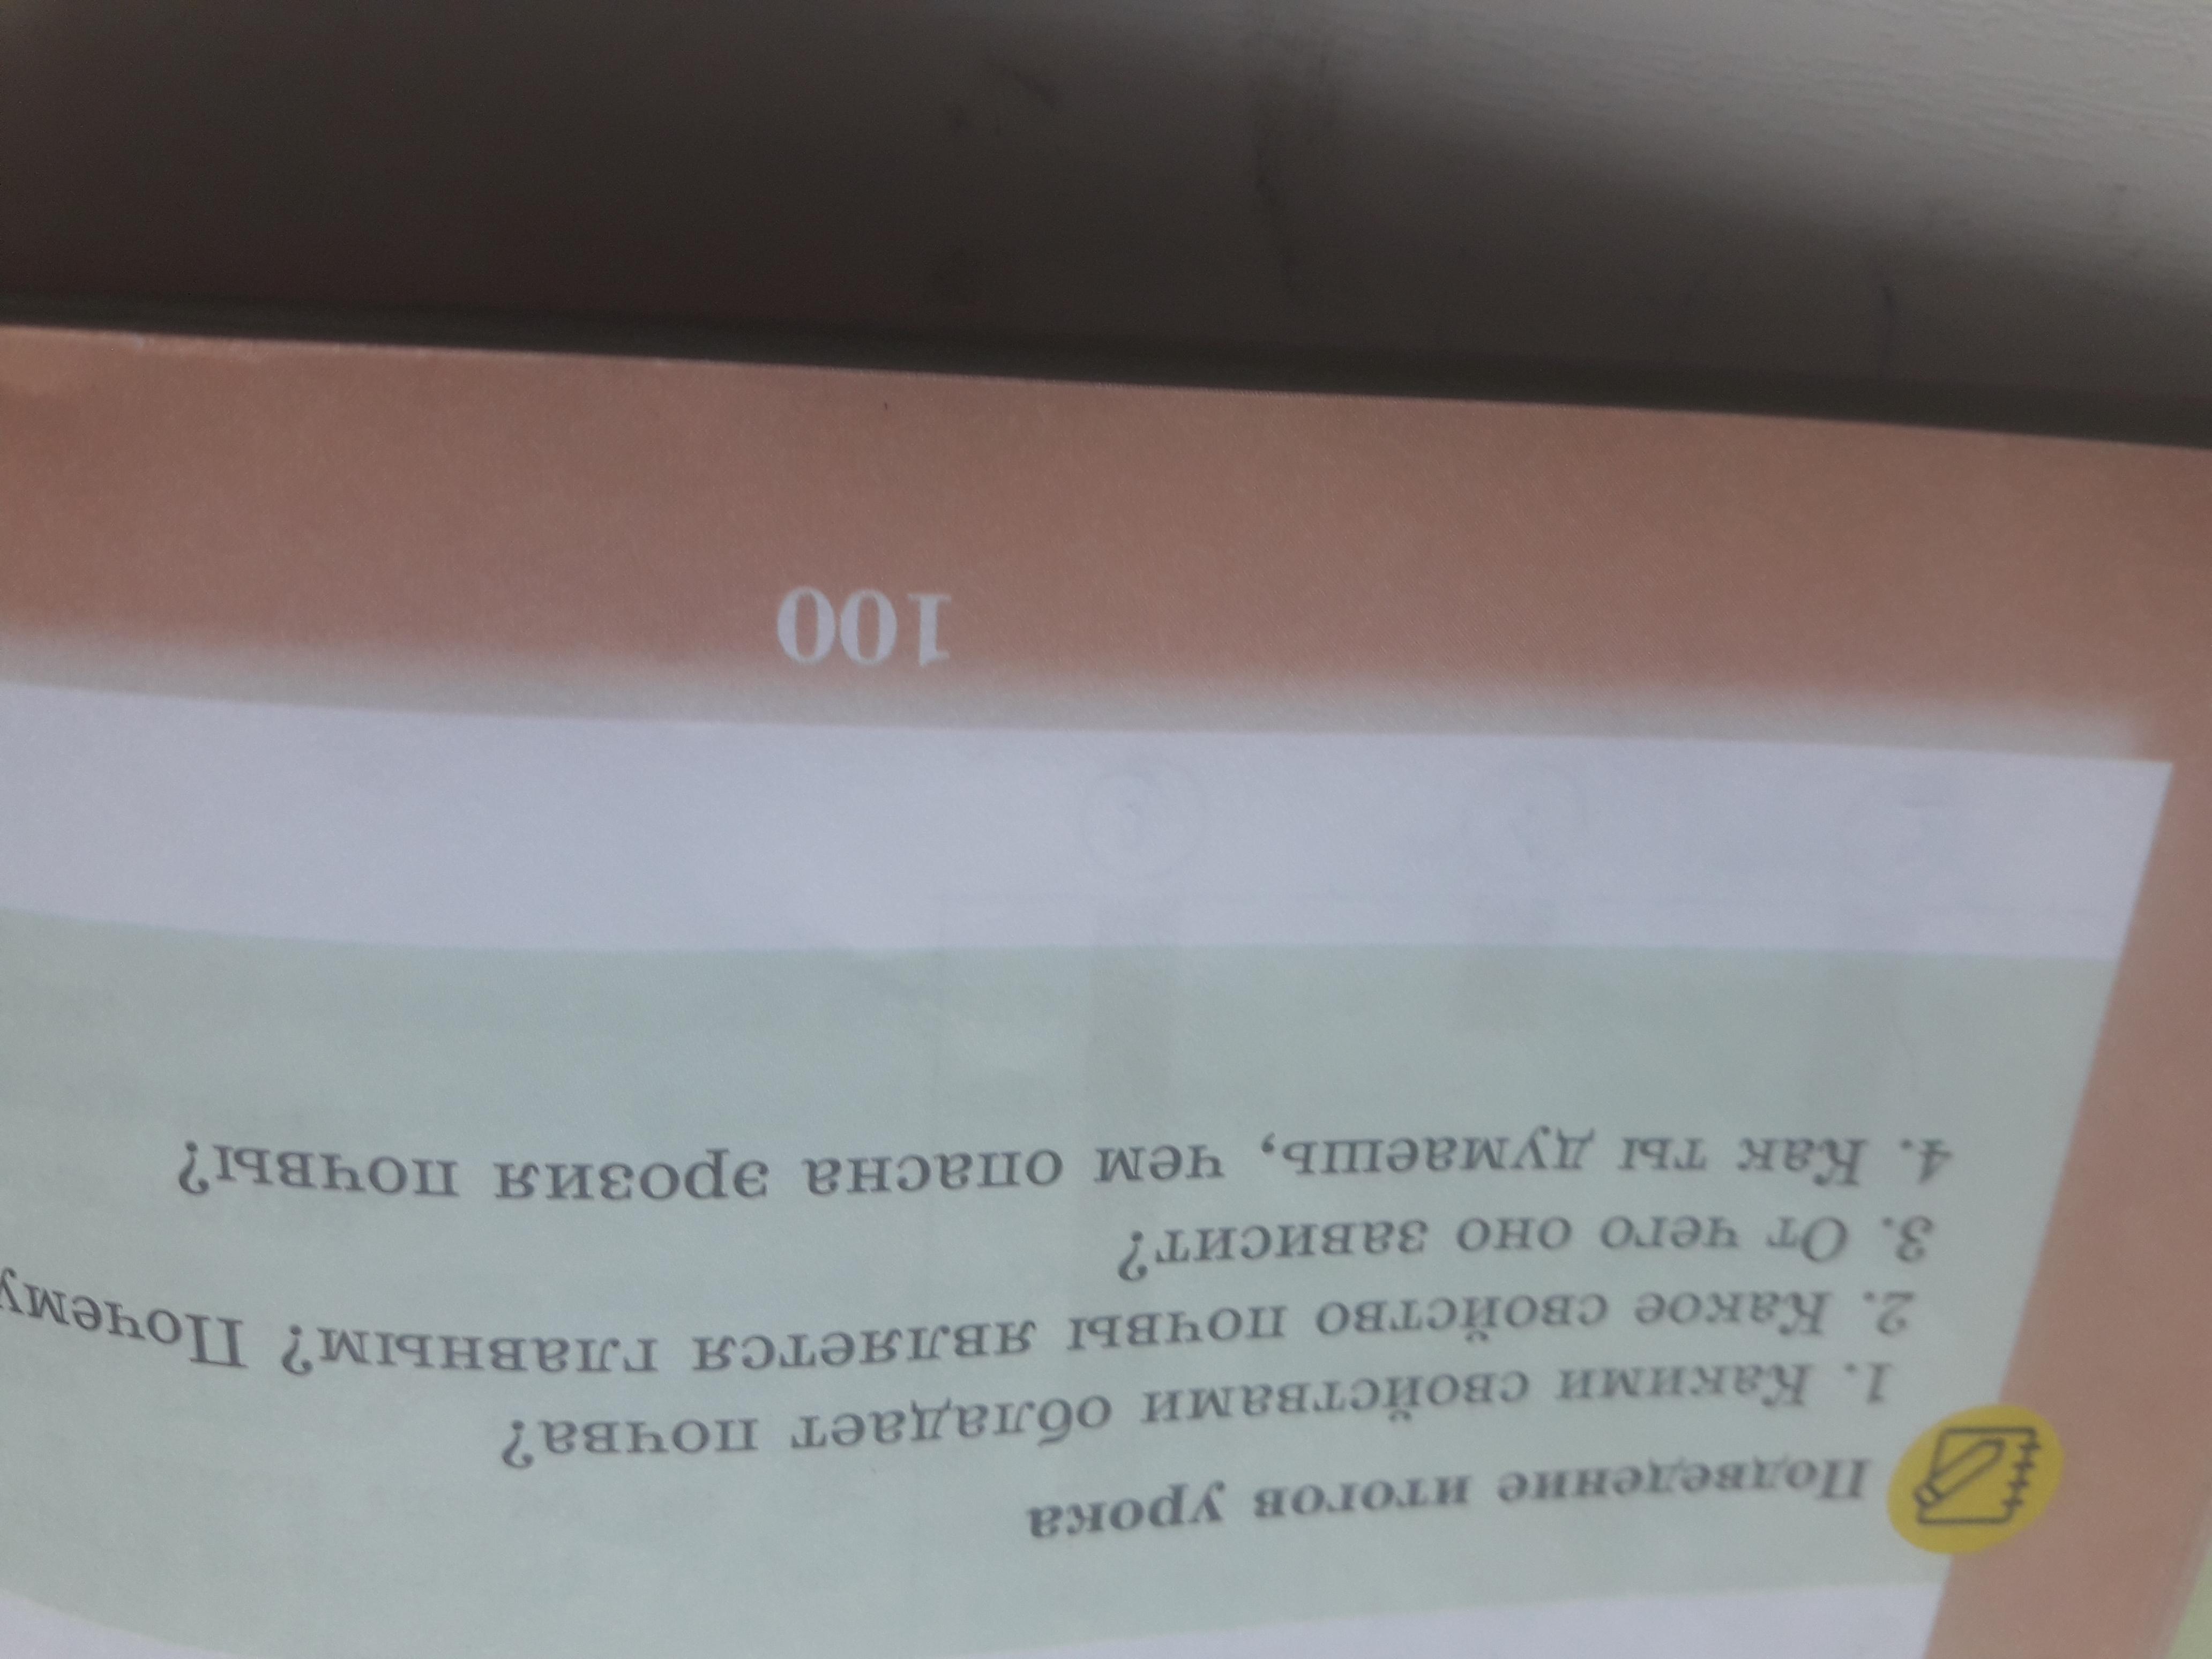 Подведение итогов урока
1. Какими свойствами обладает почва?
2. Какое свойство почвы является главным? Почему
3. От чего оно зависит?
4. Как ты думаешь, чем опасна эрозия почвы?
100